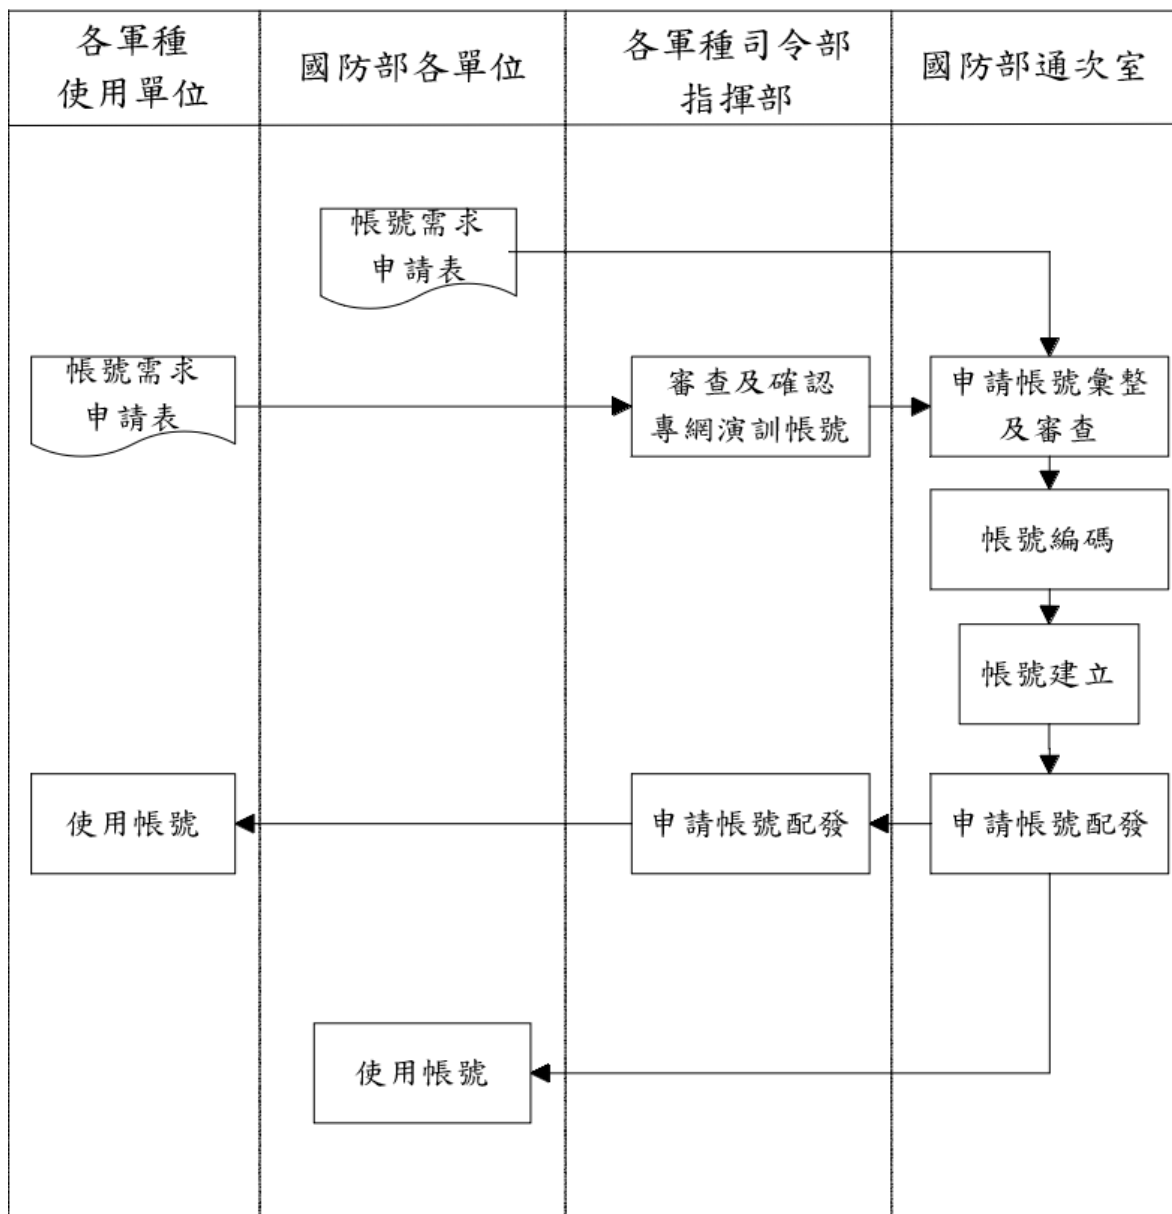 各軍種
使用單位
國防部各單位
各軍種司令部
指揮部
國防部通次室
帳號需求
申請表
帳號需求
申請表
審查及確認
專網演訓帳號
申請帳號彙整
及審查
帳號編碼
帳號建立
使用帳號
申請帳號配發
申請帳號配發
使用帳號